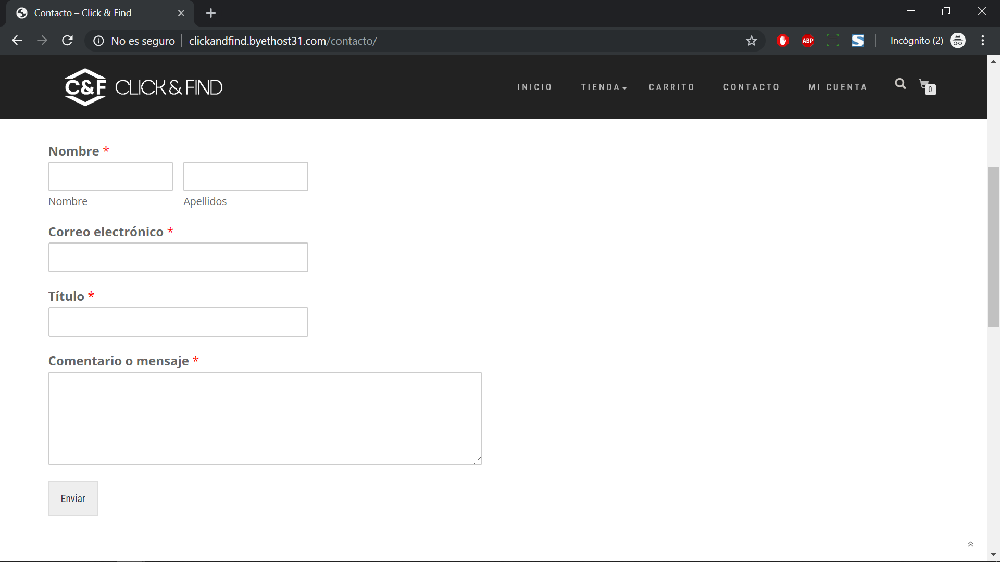 Contacto – Click & Find
No es seguro clickandfind.byethost31.com/contacto/ ABP S Incógnito (2)
C&F CLICK & FIND INICIO TIENDA CARRITO CONTACTO MI CUENTA 0
Nombre *
Nombre Apellidos
Correo electrónico *
Título *
Comentario o mensaje *
Enviar